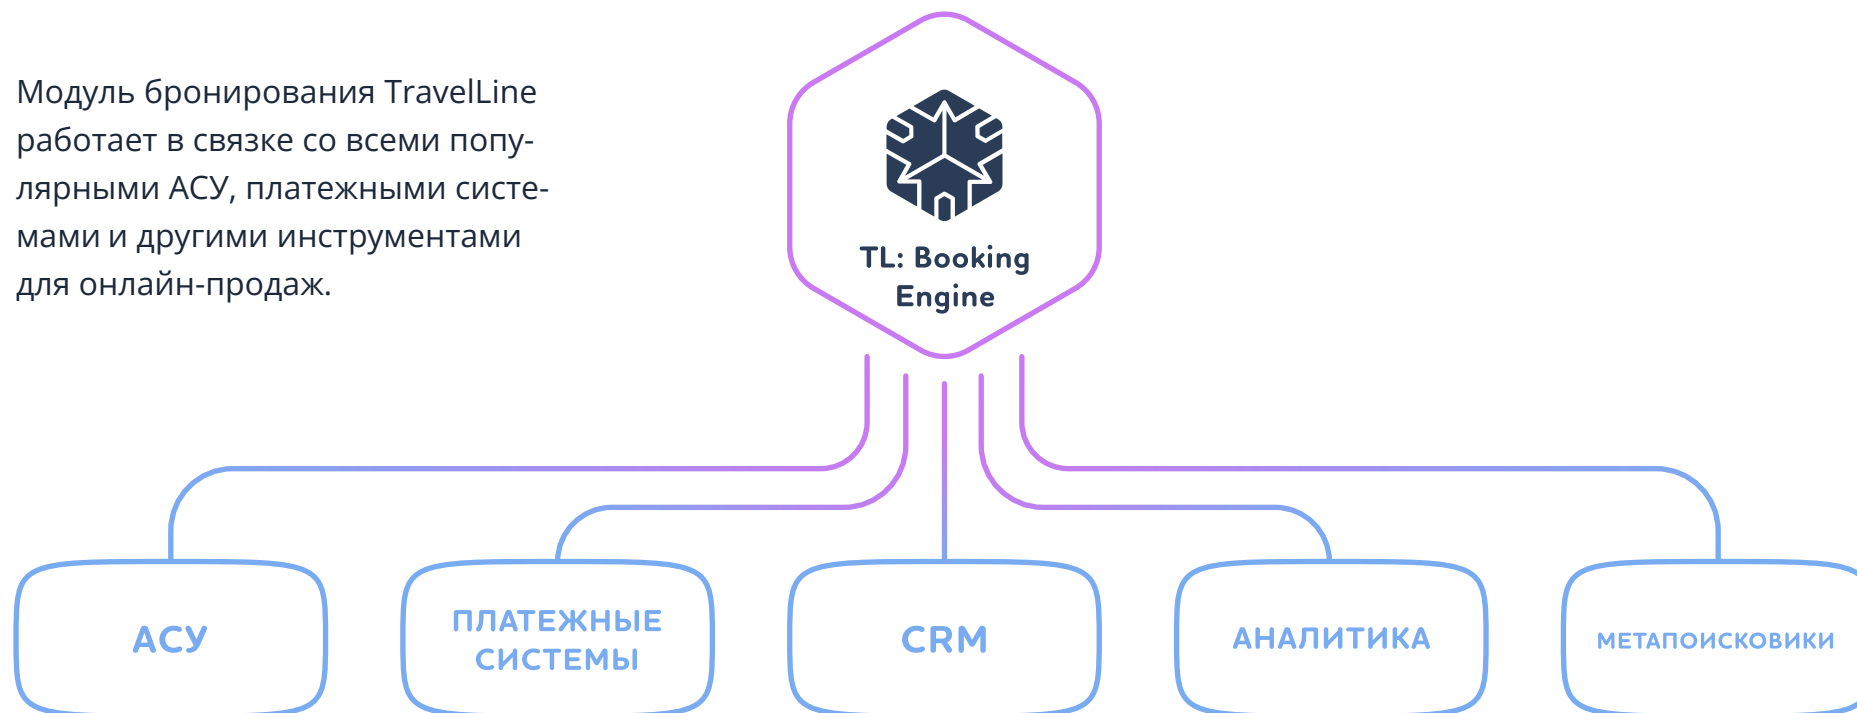 Модуль бронирования TravelLine
работает в связке со всеми попу-
лярными АСУ, платежными систе-
мами и другими инструментами
для онлайн-продаж.
TL: Booking
Engine
АСУ
ПЛАТЕЖНЫЕ
СИСТЕМЫ
CRM
АНАЛИТИКА
МЕТАПОИСКОВИКИ